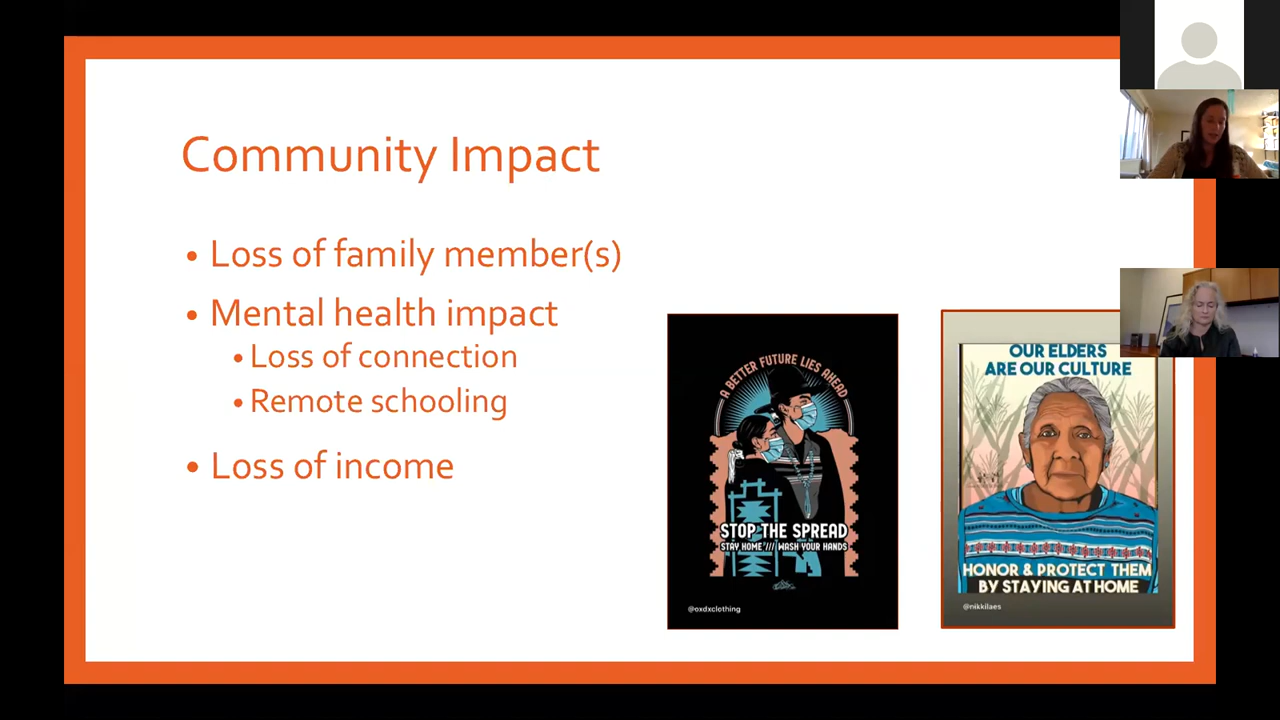 Community Impact
• Loss of family member(s)
• Mental health impact
• Loss of connection
• Remote schooling
• Loss of income
A BETTER FUTURE LIES AHEAD
STOP THE SPREAD
STAY HOME /// WASH YOUR HANDS
@oxdxclothing
OUR ELDERS
ARE OUR CULTURE
HONOR & PROTECT THEM
BY STAYING AT HOME
@nikkilaes